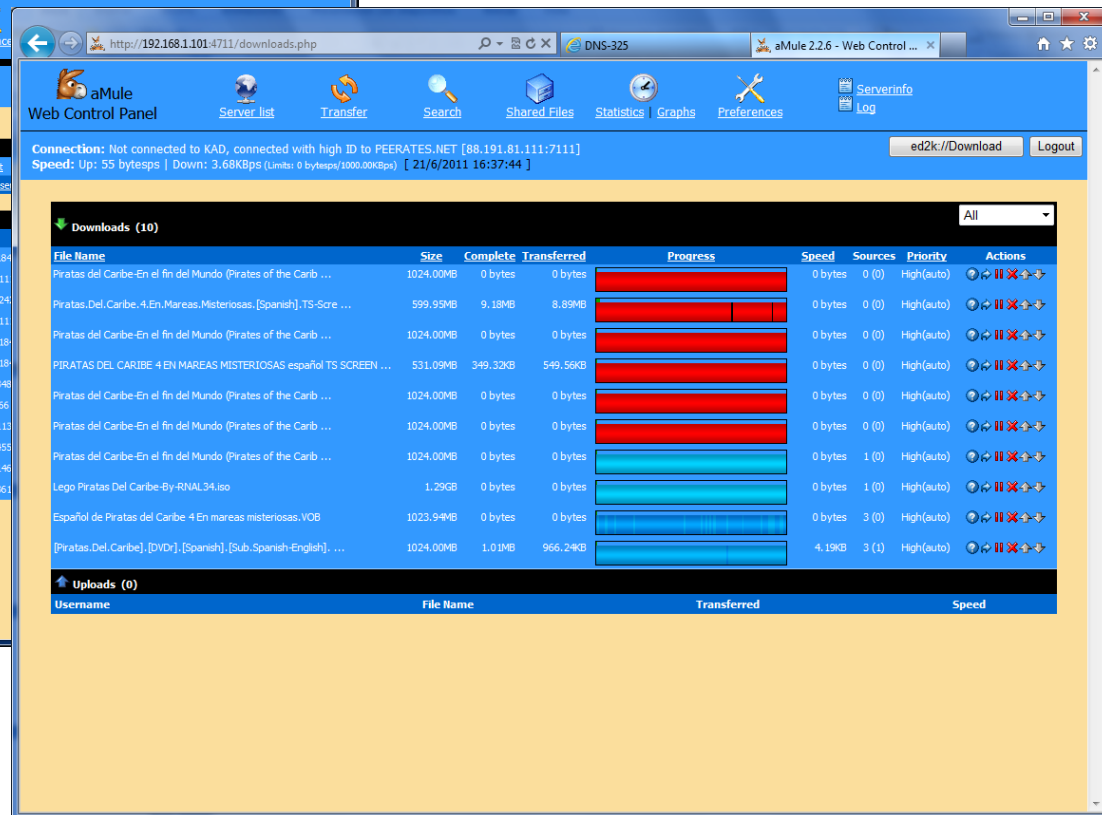 http://192.168.1.101:4711/downloads.php
DNS-325
aMule 2.2.6 - Web Control ...
aMule
Web Control Panel
Server list
Transfer
Search
Shared Files
Statistics | Graphs
Preferences
Serverinfo
Log
Connection: Not connected to KAD, connected with high ID to PEERATES.NET [88.191.81.111:7111]
Speed: Up: 55 bytesps | Down: 3.68KBps (Limits: 0 bytesps/1000.00KBps) [ 21/6/2011 16:37:44 ]
ed2k://Download
Logout
Downloads (10)
All
File Name Size Complete Transferred Progress Speed Sources Priority Actions
Piratas del Caribe-En el fin del Mundo (Pirates of the Carib ... 1024.00MB 0 bytes 0 bytes 0 bytes 0 (0) High(auto)
Piratas.Del.Caribe.4.En.Mareas.Misteriosas.[Spanish].TS-Scre ... 599.95MB 9.18MB 8.89MB 0 bytes 0 (0) High(auto)
Piratas del Caribe-En el fin del Mundo (Pirates of the Carib ... 1024.00MB 0 bytes 0 bytes 0 bytes 0 (0) High(auto)
PIRATAS DEL CARIBE 4 EN MAREAS MISTERIOSAS español TS SCREEN ... 531.09MB 349.32KB 549.56KB 0 bytes 0 (0) High(auto)
Piratas del Caribe-En el fin del Mundo (Pirates of the Carib ... 1024.00MB 0 bytes 0 bytes 0 bytes 0 (0) High(auto)
Piratas del Caribe-En el fin del Mundo (Pirates of the Carib ... 1024.00MB 0 bytes 0 bytes 0 bytes 0 (0) High(auto)
Piratas del Caribe-En el fin del Mundo (Pirates of the Carib ... 1024.00MB 0 bytes 0 bytes 0 bytes 1 (0) High(auto)
Lego Piratas Del Caribe-By-RNAL34.iso 1.29GB 0 bytes 0 bytes 0 bytes 1 (0) High(auto)
Español de Piratas del Caribe 4 En mareas misteriosas.VOB 1023.94MB 0 bytes 0 bytes 0 bytes 3 (0) High(auto)
[Piratas.Del.Caribe].[DVDr].[Spanish].[Sub.Spanish-English]. ... 1024.00MB 1.01MB 966.24KB 4.19KB 3 (1) High(auto)
Uploads (0)
Username File Name Transferred Speed